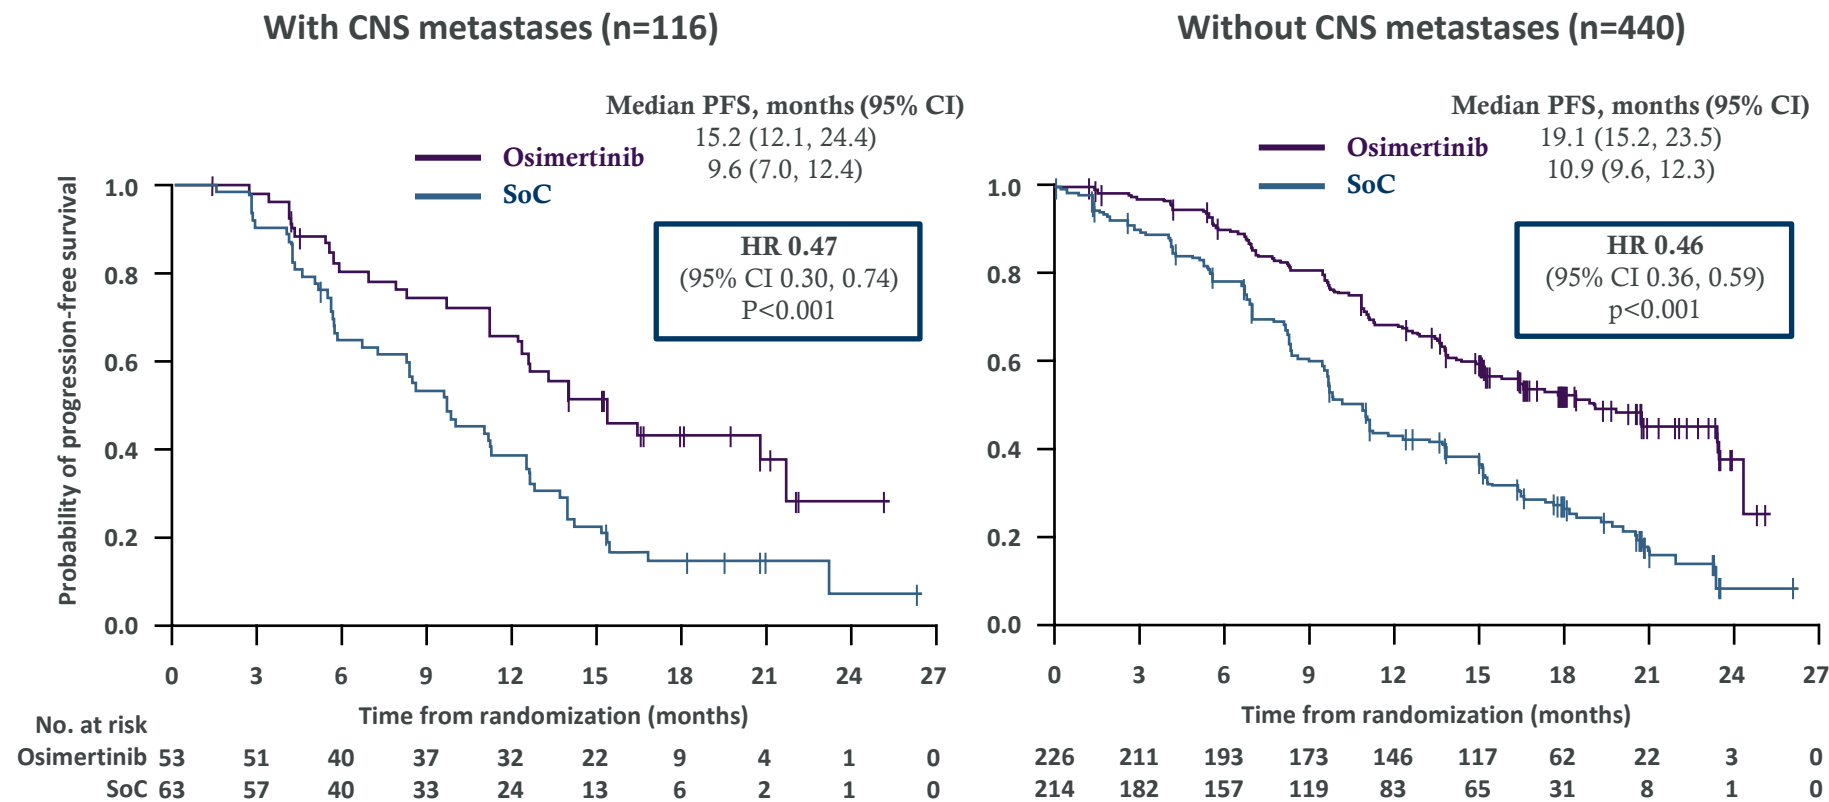 With CNS metastases (n=116)
Median PFS, months (95% CI)
Osimertinib 15.2 (12.1, 24.4)
SoC 9.6 (7.0, 12.4)
HR 0.47
(95% CI 0.30, 0.74)
P<0.001
Probability of progression-free survival
1.0
0.8
0.6
0.4
0.2
0.0
0 3 6 9 12 15 18 21 24 27
Time from randomization (months)
No. at risk
Osimertinib 53 51 40 37 32 22 9 4 1 0
SoC 63 57 40 33 24 13 6 2 1 0
Without CNS metastases (n=440)
Median PFS, months (95% CI)
Osimertinib 19.1 (15.2, 23.5)
SoC 10.9 (9.6, 12.3)
HR 0.46
(95% CI 0.36, 0.59)
p<0.001
1.0
0.8
0.6
0.4
0.2
0.0
0 3 6 9 12 15 18 21 24 27
Time from randomization (months)
226 211 193 173 146 117 62 22 3 0
214 182 157 119 83 65 31 8 1 0